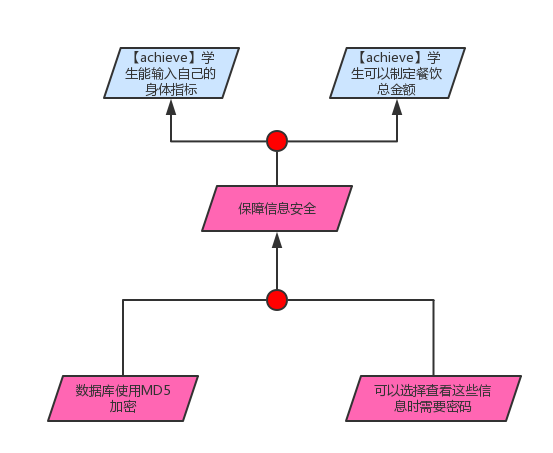 【achieve】学
生能输入自己的
身体指标
【achieve】学
生可以制定餐饮
总金额
保障信息安全
数据库使用MD5
加密
可以选择查看这些信
息时需要密码